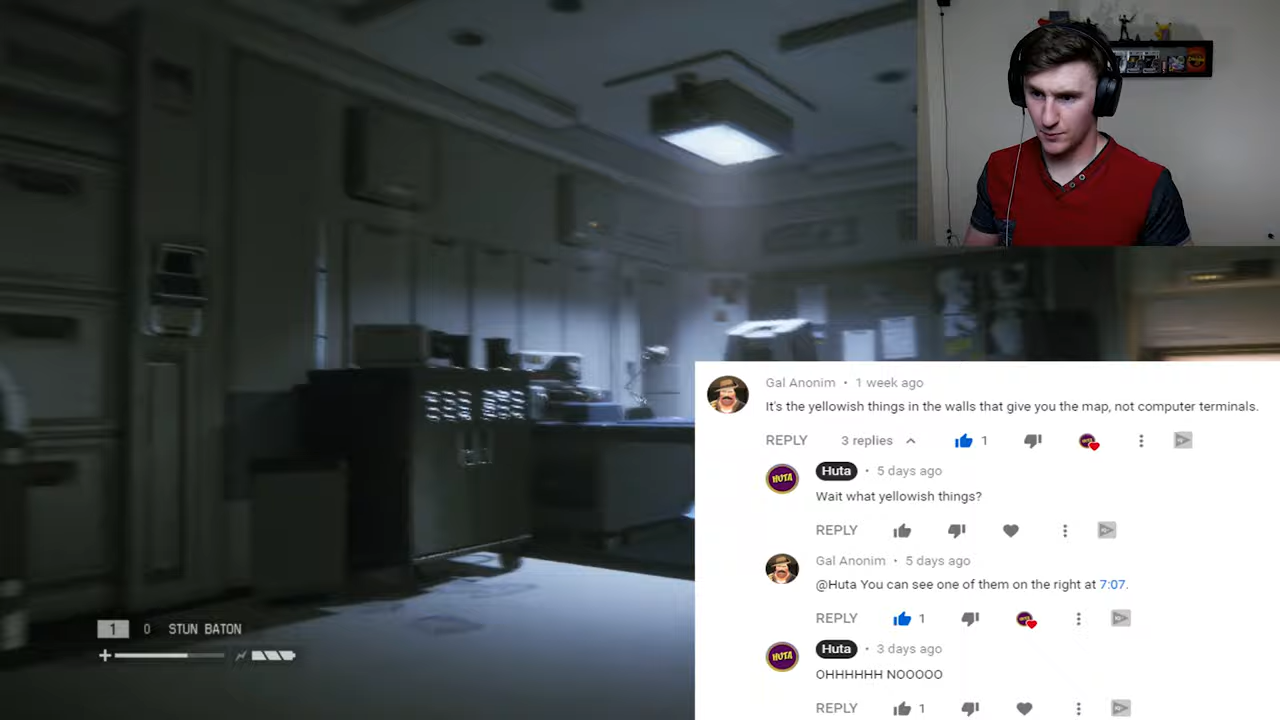 Gal Anonim • 1 week ago
It's the yellowish things in the walls that give you the map, not computer terminals.
REPLY 3 replies 1
HUTA Huta • 5 days ago
Wait what yellowish things?
REPLY
Gal Anonim • 5 days ago
@Huta You can see one of them on the right at 7:07.
REPLY 1
HUTA Huta • 3 days ago
OHHHHHH NOOOOO
REPLY 1
1 0 STUN BATON